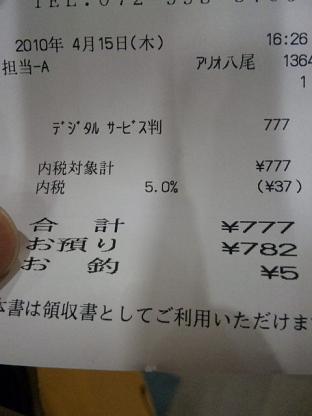 2010年 4月15日(木) 16:26
担当-A アリオ八尾 1364
1
ﾃﾞｼﾞﾀﾙ ｻｰﾋﾞｽ判 777
内税対象計 ¥777
内税 5.0% (¥37)
合計 ¥777
お預り ¥782
お釣 ¥5
本書は領収書としてご利用いただけま